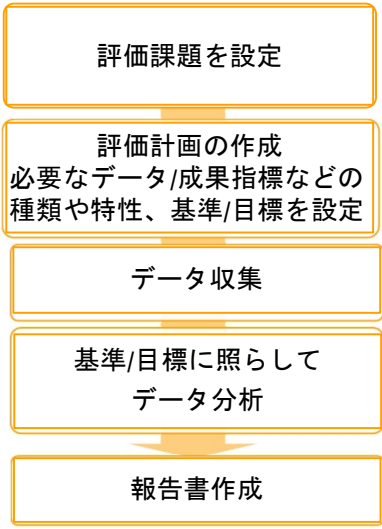 評価課題を設定
評価計画の作成
必要なデータ/成果指標などの
種類や特性、基準/目標を設定
データ収集
基準/目標に照らして
データ分析
報告書作成